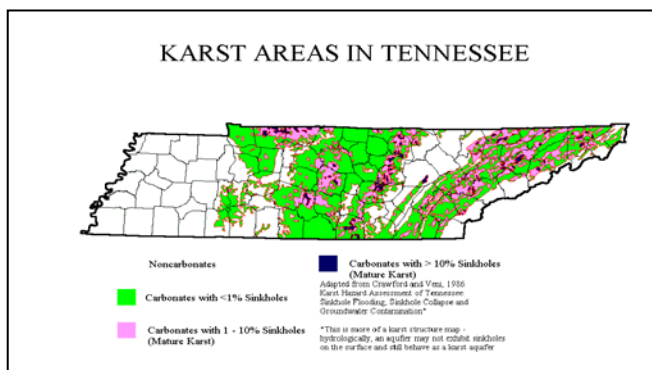 KARST AREAS IN TENNESSEE
Noncarbonates
Carbonates with <1% Sinkholes
Carbonates with 1 - 10% Sinkholes
(Mature Karst)
Carbonates with > 10% Sinkholes
(Mature Karst)
Adapted from Crawford and Veni, 1986
Karst Hazard Assessment of Tennessee:
Sinkhole Flooding, Sinkhole Collapse and
Groundwater Contamination"
"This is more of a karst structure map -
hydrologically, an aquifer may not exhibit sinkholes
on the surface and still behave as a karst aquifer